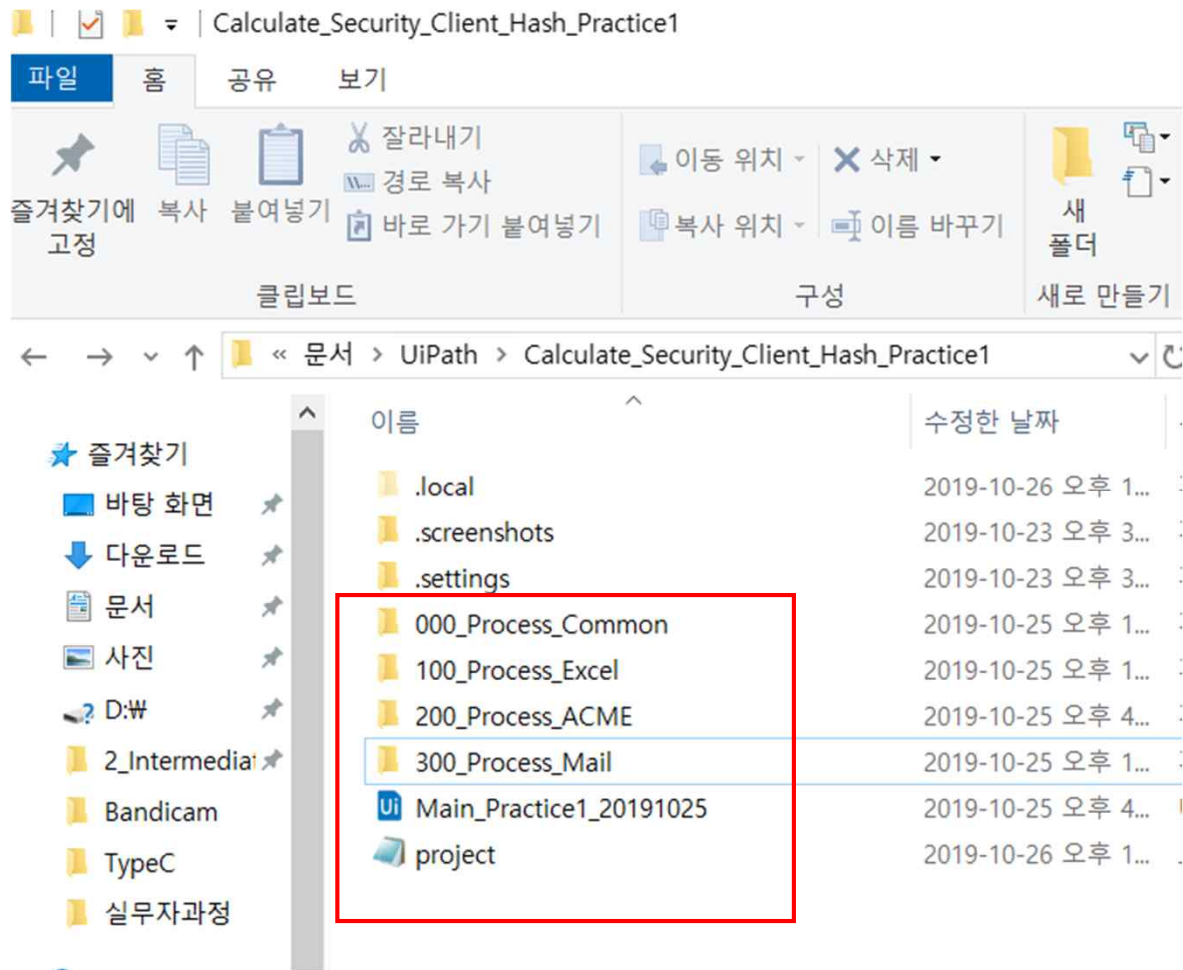 Calculate_Security_Client_Hash_Practice1
파일 홈 공유 보기
즐겨찾기에 고정
복사
붙여넣기
잘라내기
경로 복사
바로 가기 붙여넣기
클립보드
이동 위치
복사 위치
삭제
이름 바꾸기
구성
새 폴더
새로 만들기
« 문서 > UiPath > Calculate_Security_Client_Hash_Practice1
즐겨찾기
바탕 화면
다운로드
문서
사진
D:₩
2_Intermediat
Bandicam
TypeC
실무자과정
이름 수정한 날짜
.local 2019-10-26 오후 1...
.screenshots 2019-10-23 오후 3...
.settings 2019-10-23 오후 3...
000_Process_Common 2019-10-25 오후 1...
100_Process_Excel 2019-10-25 오후 1...
200_Process_ACME 2019-10-25 오후 4...
300_Process_Mail 2019-10-25 오후 1...
Ui Main_Practice1_20191025 2019-10-25 오후 4...
project 2019-10-26 오후 1...